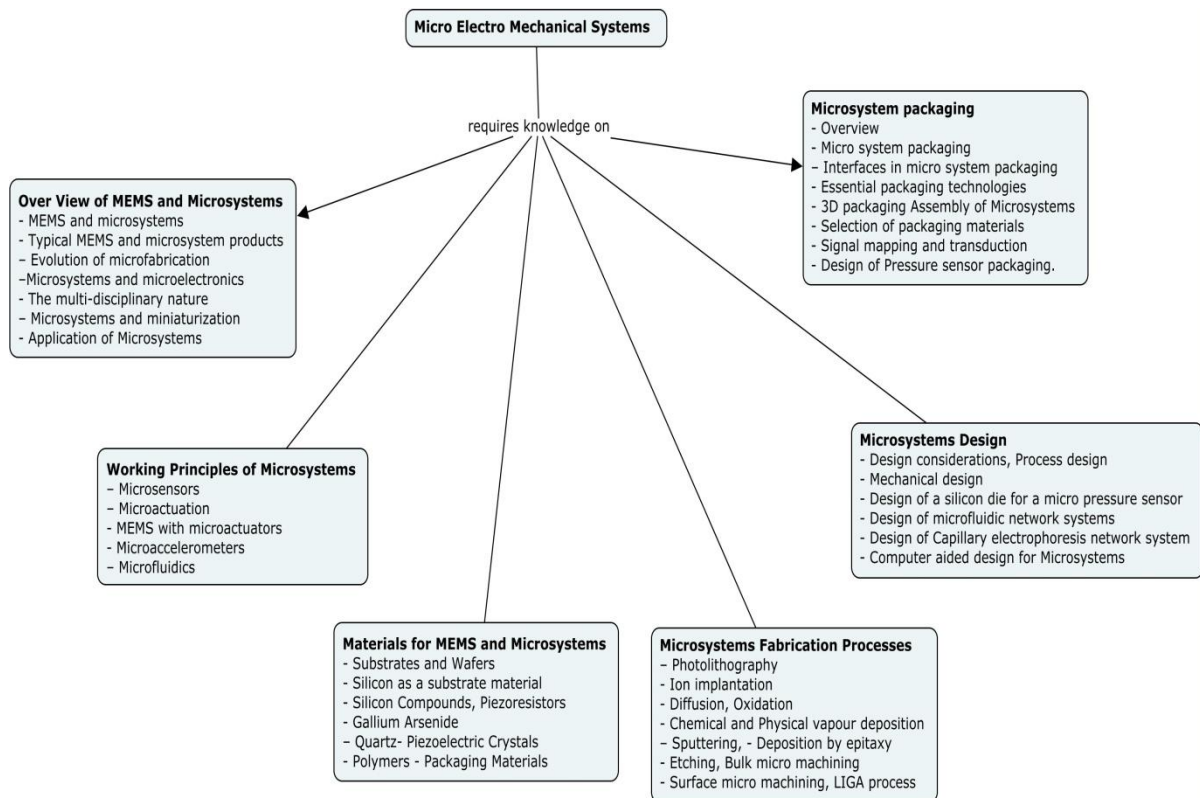 Micro Electro Mechanical Systems
requires knowledge on
Over View of MEMS and Microsystems
- MEMS and microsystems
- Typical MEMS and microsystem products
– Evolution of microfabrication
–Microsystems and microelectronics
- The multi-disciplinary nature
– Microsystems and miniaturization
- Application of Microsystems
Working Principles of Microsystems
– Microsensors
– Microactuation
- MEMS with microactuators
– Microaccelerometers
– Microfluidics
Materials for MEMS and Microsystems
- Substrates and Wafers
- Silicon as a substrate material
- Silicon Compounds, Piezoresistors
- Gallium Arsenide
– Quartz- Piezoelectric Crystals
- Polymers - Packaging Materials
Microsystems Fabrication Processes
– Photolithography
- Ion implantation
- Diffusion, Oxidation
- Chemical and Physical vapour deposition
– Sputtering, - Deposition by epitaxy
- Etching, Bulk micro machining
- Surface micro machining, LIGA process
Microsystems Design
- Design considerations, Process design
- Mechanical design
- Design of a silicon die for a micro pressure sensor
- Design of microfluidic network systems
- Design of Capillary electrophoresis network system
- Computer aided design for Microsystems
Microsystem packaging
- Overview
- Micro system packaging
– Interfaces in micro system packaging
- Essential packaging technologies
- 3D packaging Assembly of Microsystems
- Selection of packaging materials
- Signal mapping and transduction
- Design of Pressure sensor packaging.